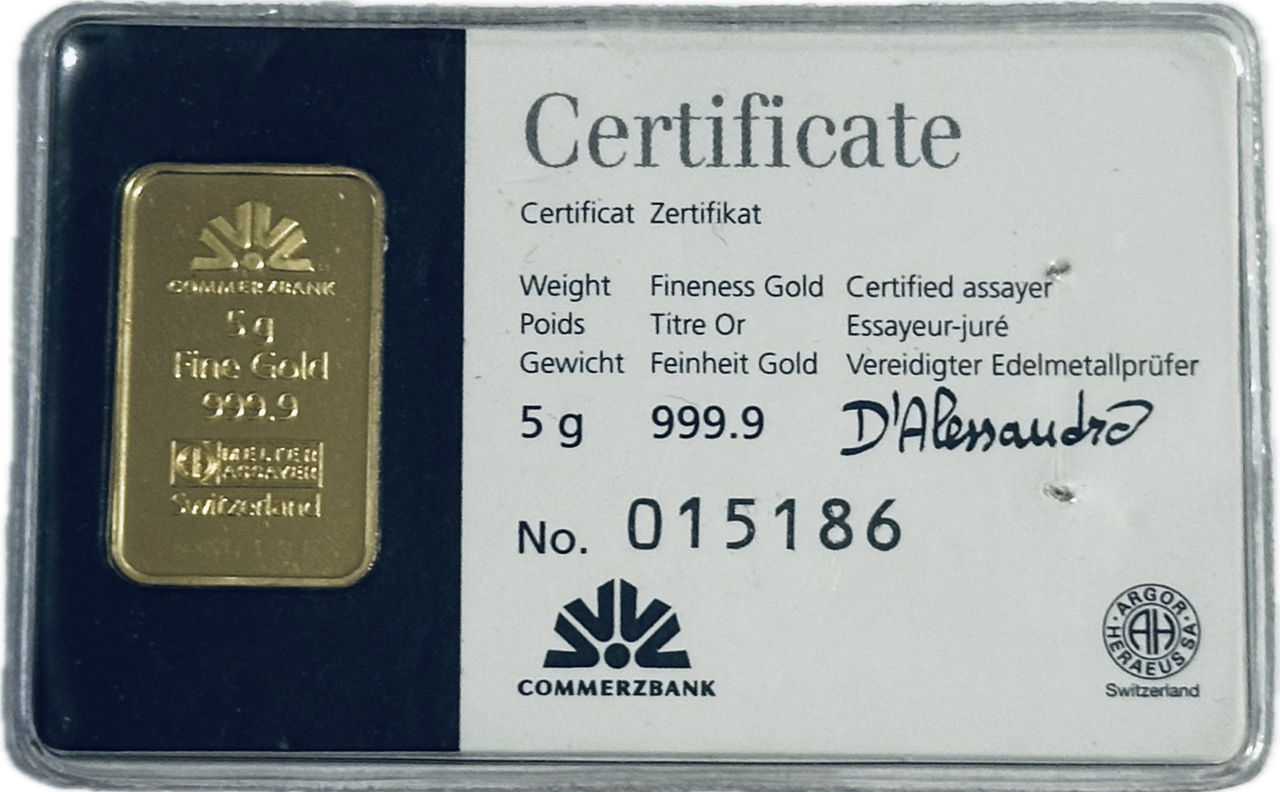 COMMERZBANK
5 g
Fine Gold
999.9
MELTER
ASSAYER
Switzerland
Certificate
Certificat Zertifikat
Weight Fineness Gold Certified assayer
Poids Titre Or Essayeur-juré
Gewicht Feinheit Gold Vereidigter Edelmetallprüfer
5 g 999.9 D'Alessandro
No. 015186
COMMERZBANK
ARGOR HERAEUS SA
AH
Switzerland